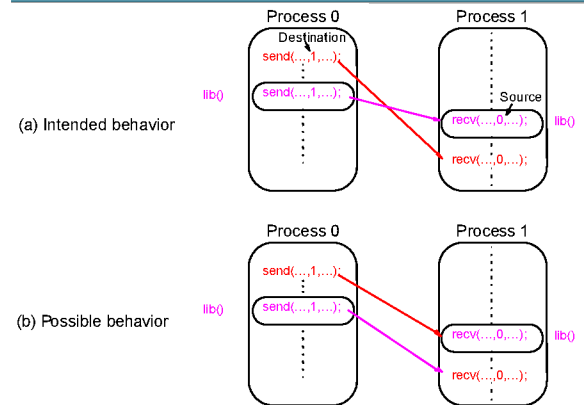 Process 0
Process 1
Destination
send(...,1,...);
lib()
send(...,1,...);
Source
recv(...,0,...);
lib()
(a) Intended behavior
recv(...,0,...);
Process 0
Process 1
send(...,1,...);
lib()
send(...,1,...);
(b) Possible behavior
recv(...,0,...);
lib()
recv(...,0,...);